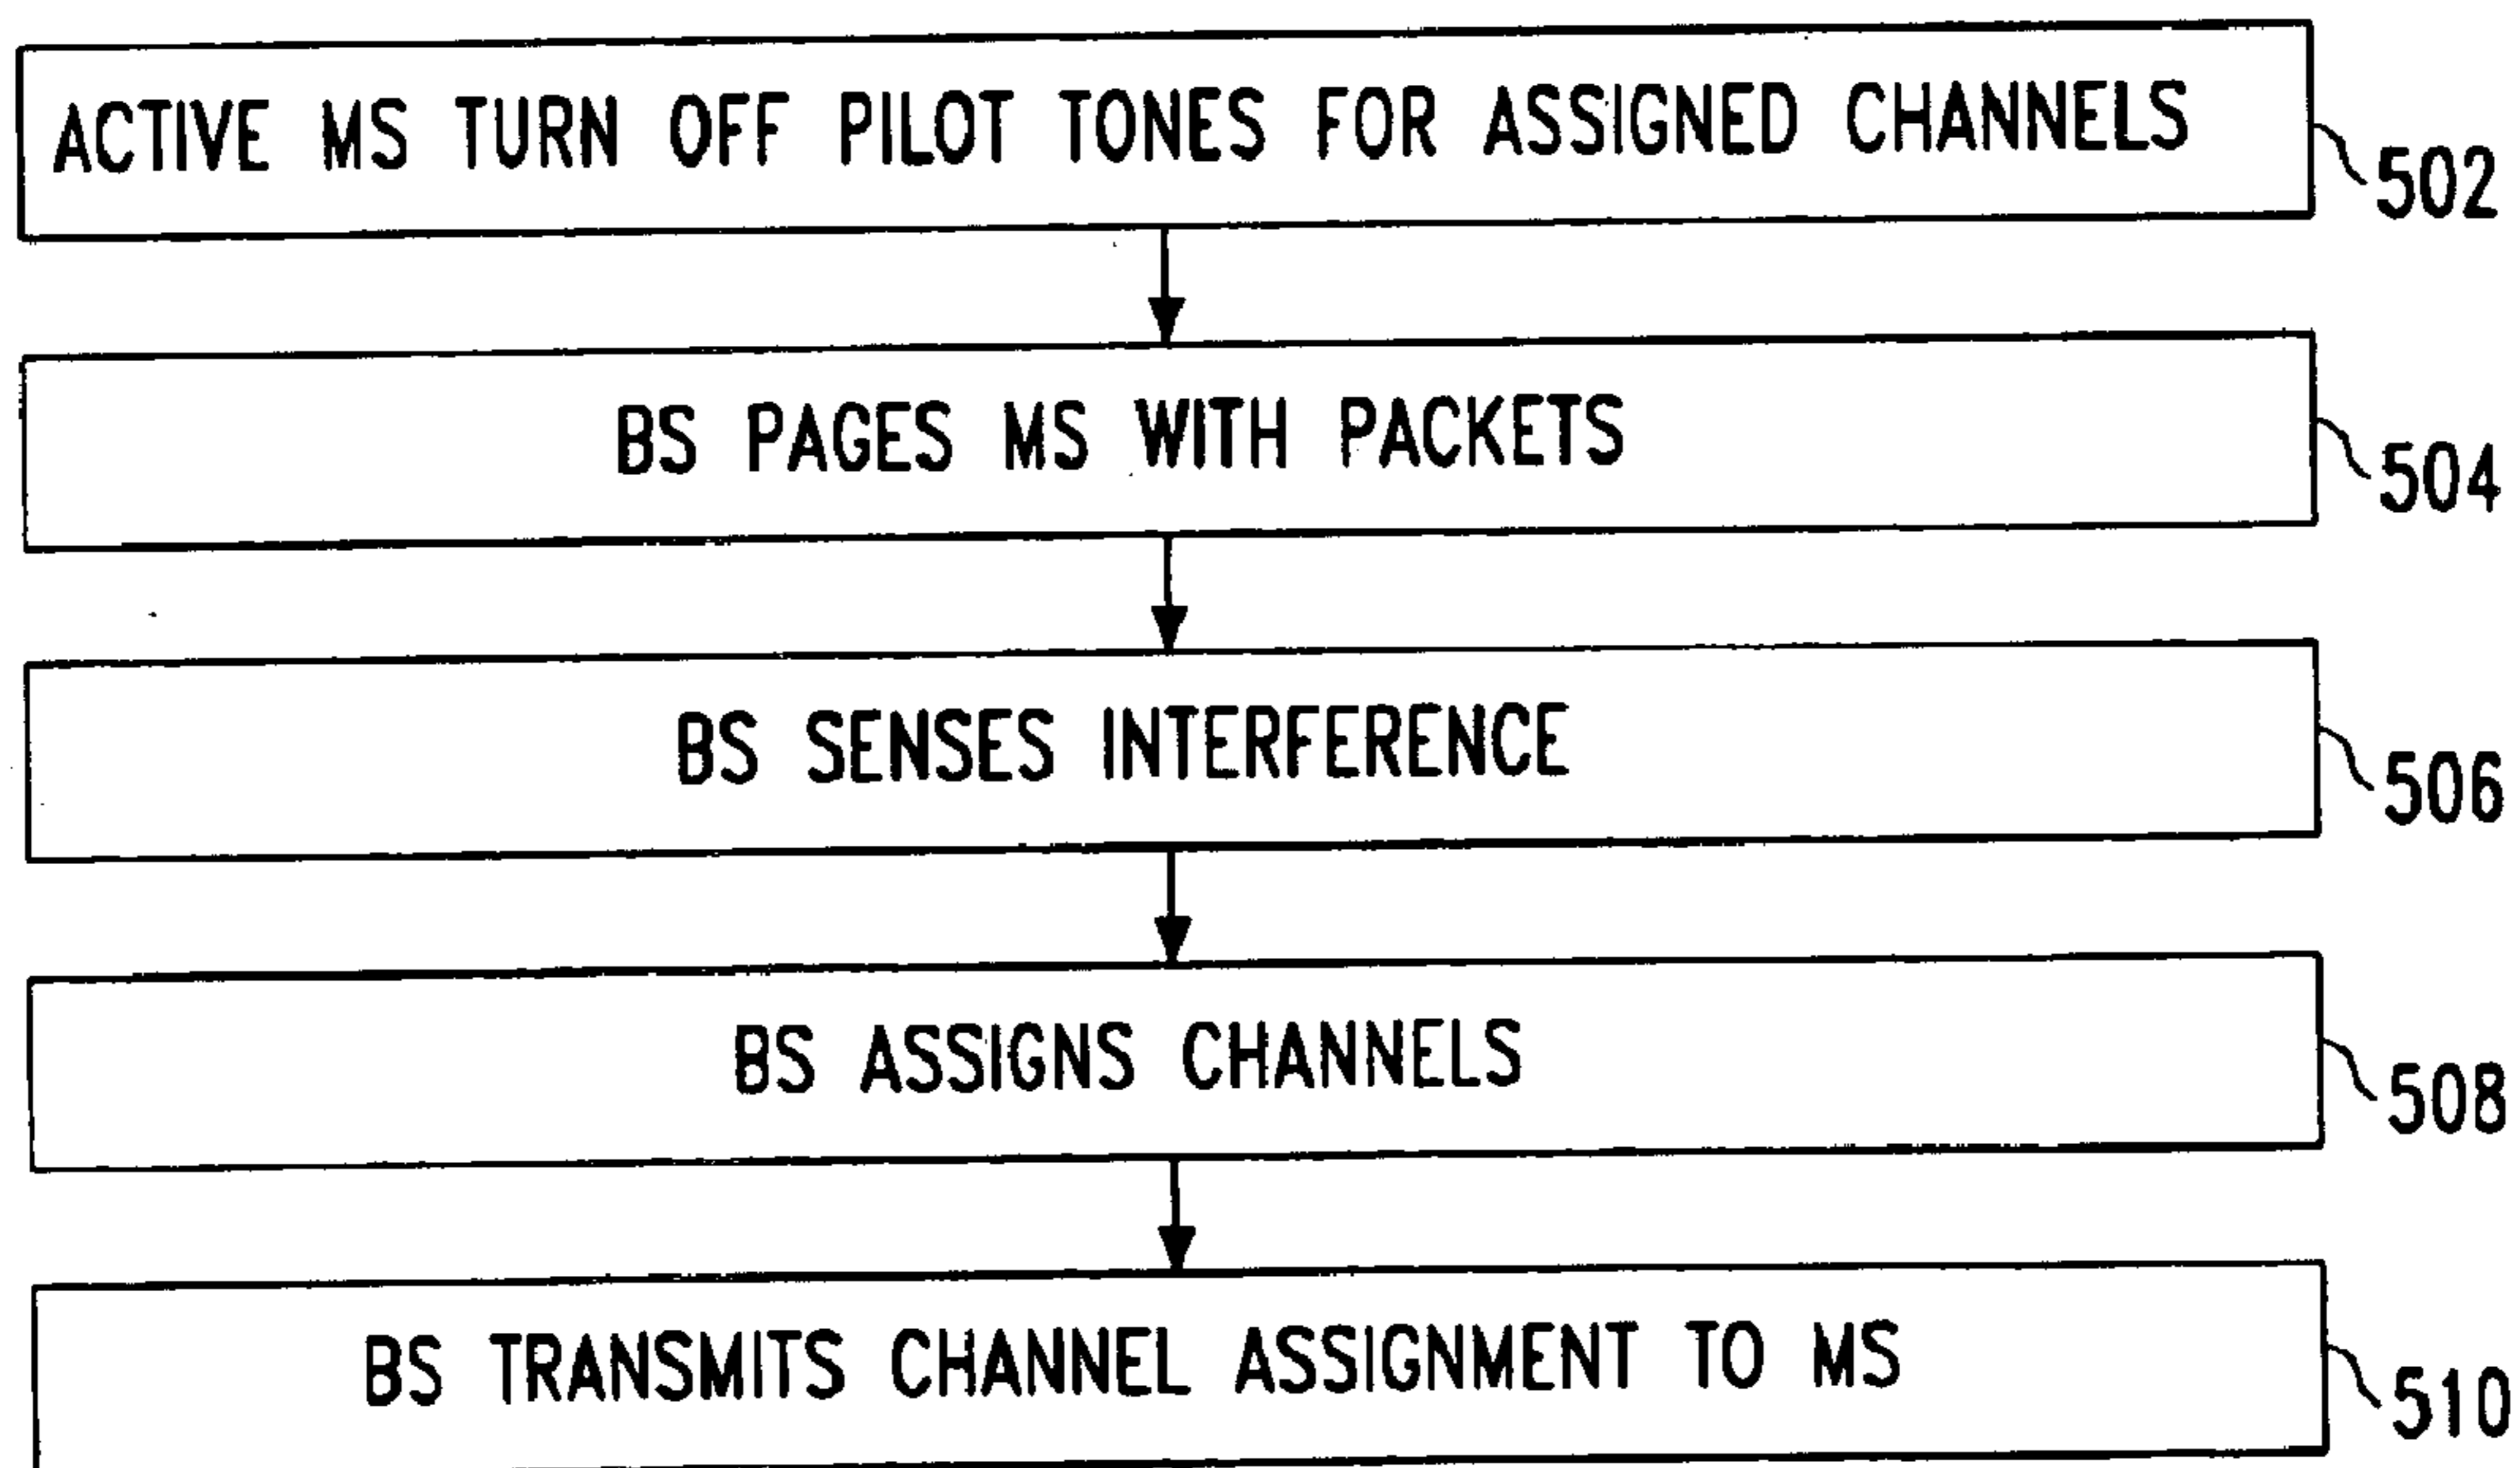 ACTIVE MS TURN OFF PILOT TONES FOR ASSIGNED CHANNELS
502
BS PAGES MS WITH PACKETS
504
BS SENSES INTERFERENCE
506
BS ASSIGNS CHANNELS
508
BS TRANSMITS CHANNEL ASSIGNMENT TO MS
510